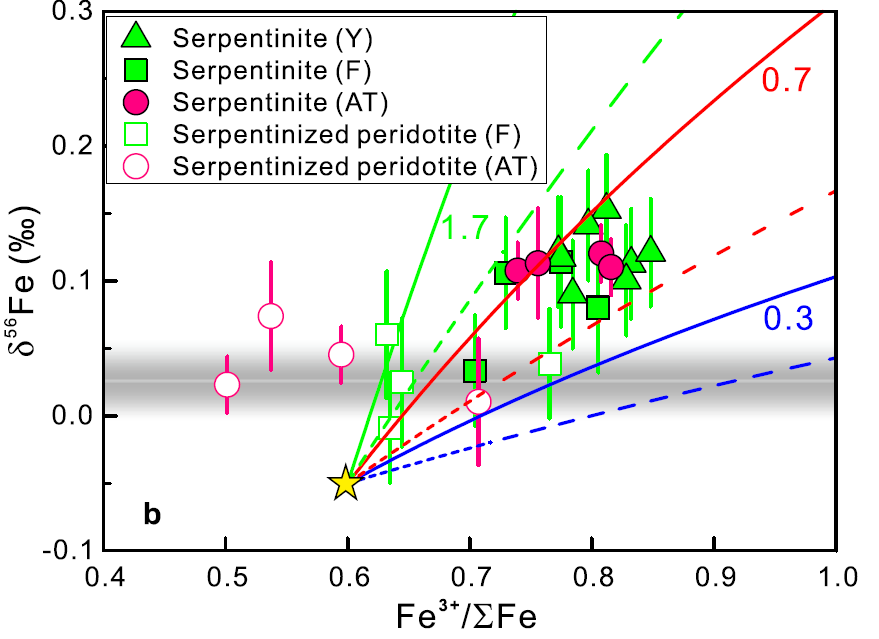 0.3
0.2
0.1
0.0
-0.1
δ⁵⁶Fe (‰)
Serpentinite (Y)
Serpentinite (F)
Serpentinite (AT)
Serpentinized peridotite (F)
Serpentinized peridotite (AT)
0.7
1.7
0.3
b
0.4 0.5 0.6 0.7 0.8 0.9 1.0
Fe³⁺/ΣFe